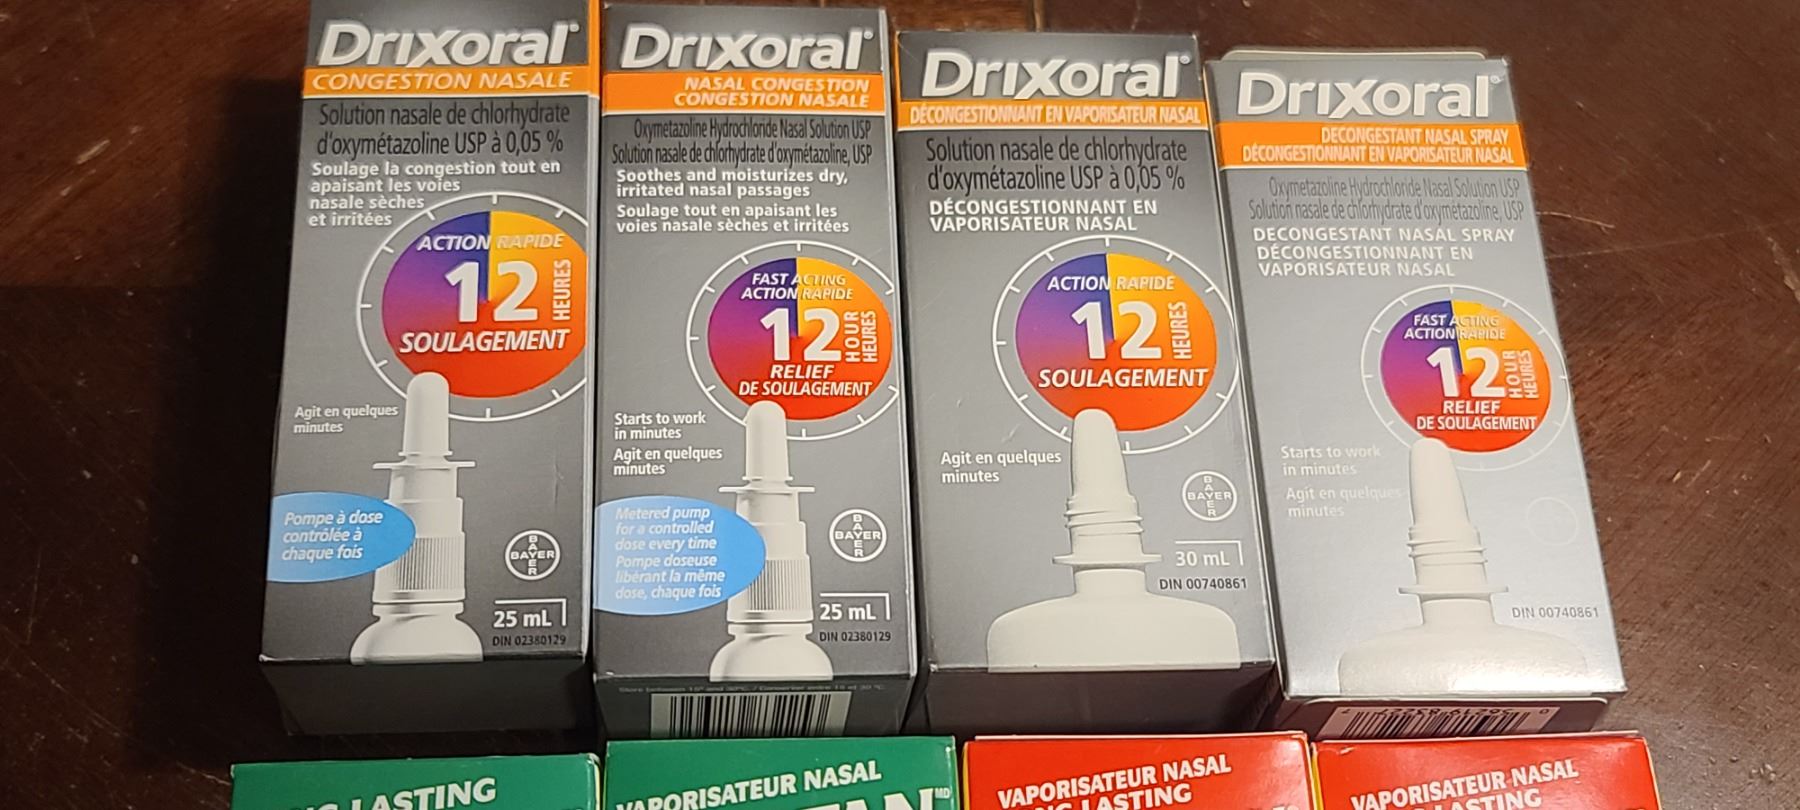 Drixoral®
CONGESTION NASALE
Solution nasale de chlorhydrate
d'oxymétazoline USP à 0,05 %
Soulage la congestion tout en
apaisant les voies
nasale sèches
et irritées
ACTION RAPIDE
12
HEURES
SOULAGEMENT
Agit en quelques
minutes
Pompe à dose
contrôlée à
chaque fois
BAYER
BAYER
25 mL
DIN 02380129
Drixoral®
NASAL CONGESTION
CONGESTION NASALE
Oxymetazoline Hydrochloride Nasal Solution USP
Solution nasale de chlorhydrate d'oxymétazoline, USP
Soothes and moisturizes dry,
irritated nasal passages
Soulage tout en apaisant les
voies nasale sèches et irritées
FAST ACTING
ACTION RAPIDE
12
HOUR
HEURES
RELIEF
DE SOULAGEMENT
Starts to work
in minutes
Agit en quelques
minutes
Metered pump
for a controlled
dose every time
Pompe doseuse
libérant la même
dose, chaque fois
BAYER
BAYER
25 mL
DIN 02380129
Drixoral®
DÉCONGESTIONNANT EN VAPORISATEUR NASAL
Solution nasale de chlorhydrate
d'oxymétazoline USP à 0,05 %
DÉCONGESTIONNANT EN
VAPORISATEUR NASAL
ACTION RAPIDE
12
HEURES
SOULAGEMENT
Agit en quelques
minutes
BAYER
BAYER
30 mL
DIN 00740861
Drixoral®
DECONGESTANT NASAL SPRAY
DÉCONGESTIONNANT EN VAPORISATEUR NASAL
Oxymetazoline Hydrochloride Nasal Solution USP
Solution nasale de chlorhydrate d'oxymétazoline, USP
DECONGESTANT NASAL SPRAY
DÉCONGESTIONNANT EN
VAPORISATEUR NASAL
FAST ACTING
ACTION RAPIDE
12
HOUR
HEURES
RELIEF
DE SOULAGEMENT
Starts to work
in minutes
Agit en quelques
minutes
DIN 00740861
LASTING
VAPORISATEUR NASAL
VAPORISATEUR NASAL
LASTING
VAPORISATEUR NASAL
LASTING